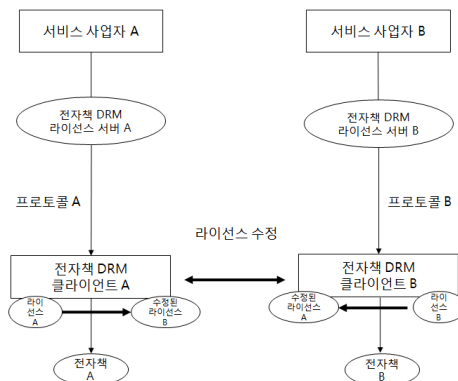 서비스 사업자 A
서비스 사업자 B
전자책 DRM
라이선스 서버 A
전자책 DRM
라이선스 서버 B
프로토콜 A
프로토콜 B
라이선스 수정
전자책 DRM
클라이언트 A
전자책 DRM
클라이언트 B
라이
선스
A
수정된
라이선스
B
수정된
라이선스
A
라이
선스
B
전자책
A
전자책
B